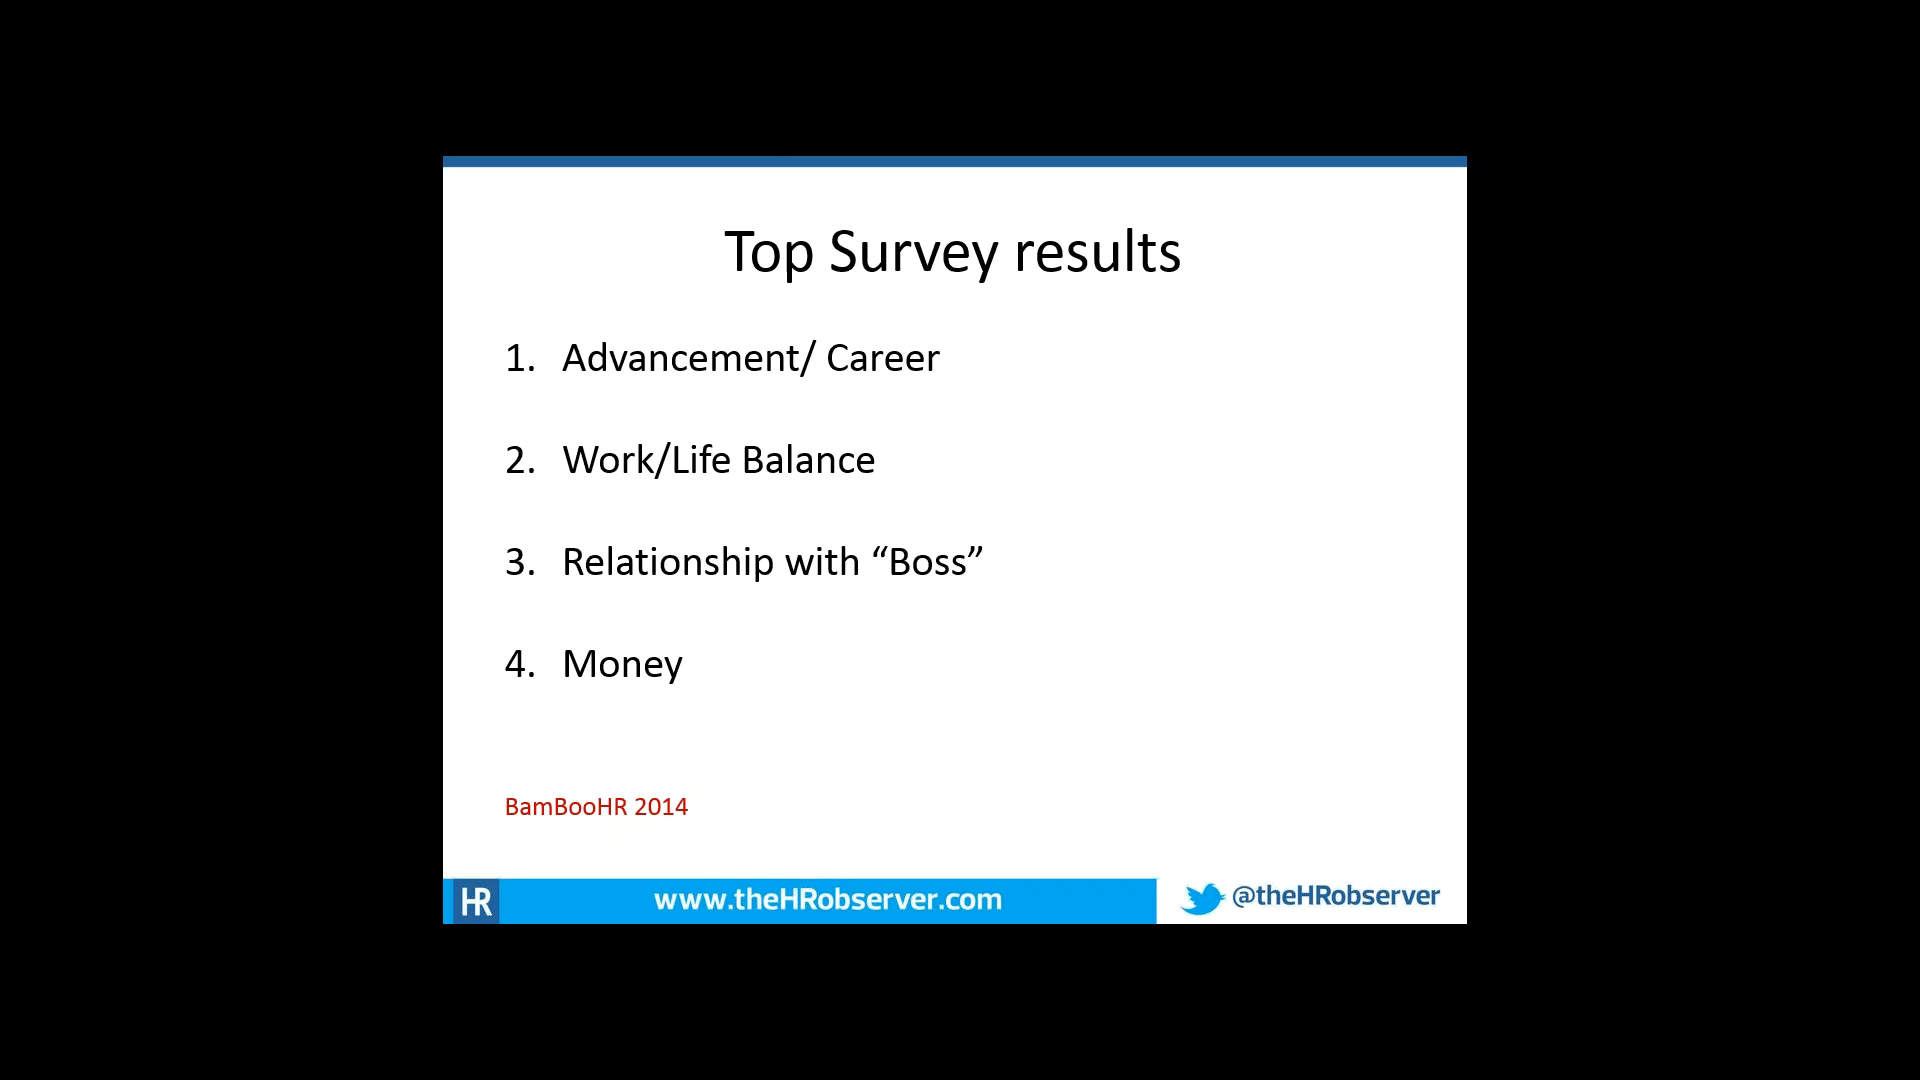 Top Survey results
1. Advancement/ Career
2. Work/Life Balance
3. Relationship with “Boss”
4. Money
BamBooHR 2014
HR www.theHRobserver.com @theHRobserver